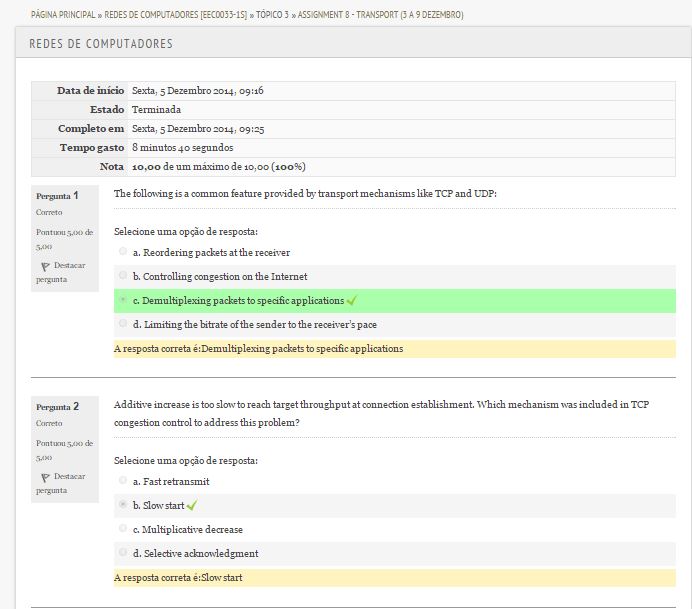 PÁGINA PRINCIPAL » REDES DE COMPUTADORES [EEC0033-1S] » TÓPICO 3 » ASSIGNMENT 8 - TRANSPORT (3 A 9 DEZEMBRO)
REDES DE COMPUTADORES
Data de início Sexta, 5 Dezembro 2014, 09:16
Estado Terminada
Completo em Sexta, 5 Dezembro 2014, 09:25
Tempo gasto 8 minutos 40 segundos
Nota 10,00 de um máximo de 10,00 (100%)
Pergunta 1
Correto
Pontuou 5,00 de
5,00
Destacar
pergunta
The following is a common feature provided by transport mechanisms like TCP and UDP:
Selecione uma opção de resposta:
a. Reordering packets at the receiver
b. Controlling congestion on the Internet
c. Demultiplexing packets to specific applications
d. Limiting the bitrate of the sender to the receiver's pace
A resposta correta é:Demultiplexing packets to specific applications
Pergunta 2
Correto
Pontuou 5,00 de
5,00
Destacar
pergunta
Additive increase is too slow to reach target throughput at connection establishment. Which mechanism was included in TCP
congestion control to address this problem?
Selecione uma opção de resposta:
a. Fast retransmit
b. Slow start
c. Multiplicative decrease
d. Selective acknowledgment
A resposta correta é:Slow start